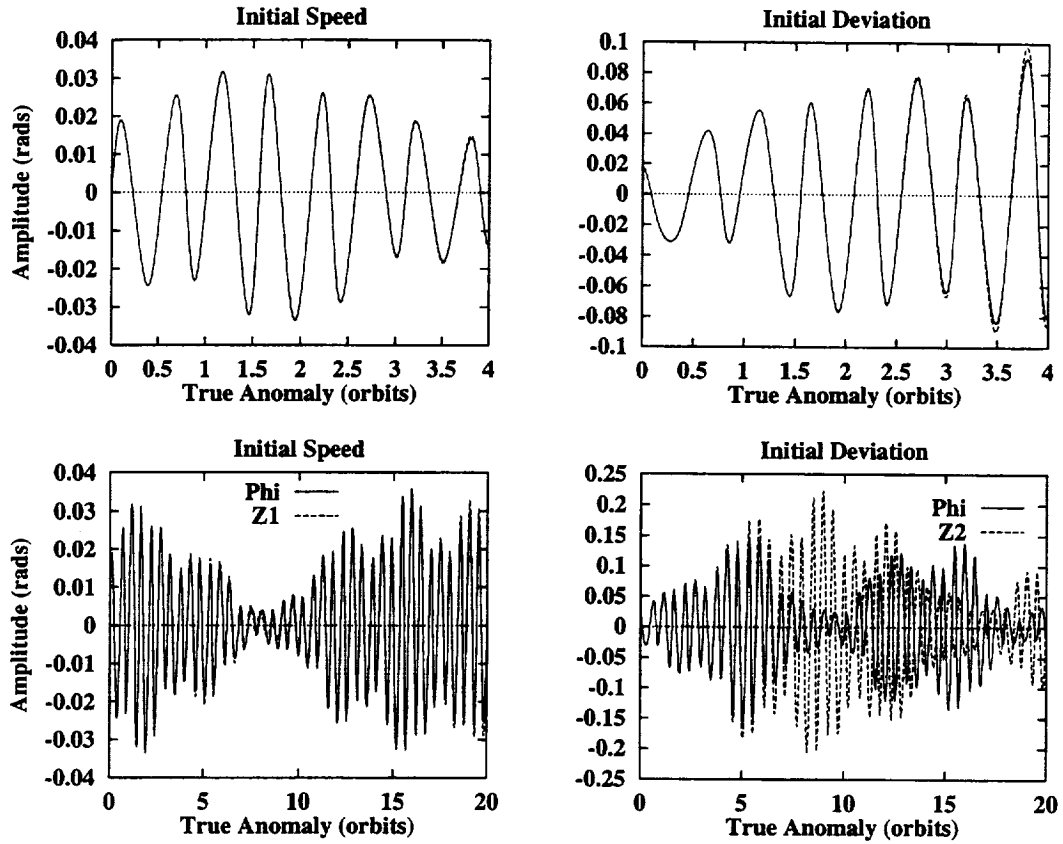 Initial Speed
Amplitude (rads)
0.04
0.03
0.02
0.01
0
-0.01
-0.02
-0.03
-0.04
0 0.5 1 1.5 2 2.5 3 3.5 4
True Anomaly (orbits)
Initial Deviation
0.1
0.08
0.06
0.04
0.02
0
-0.02
-0.04
-0.06
-0.08
-0.1
0 0.5 1 1.5 2 2.5 3 3.5 4
True Anomaly (orbits)
Initial Speed
Amplitude (rads)
0.04
0.03
0.02
0.01
0
-0.01
-0.02
-0.03
-0.04
Phi
Z1
0 5 10 15 20
True Anomaly (orbits)
Initial Deviation
0.25
0.2
0.15
0.1
0.05
0
-0.05
-0.1
-0.15
-0.2
-0.25
Phi
Z2
0 5 10 15 20
True Anomaly (orbits)